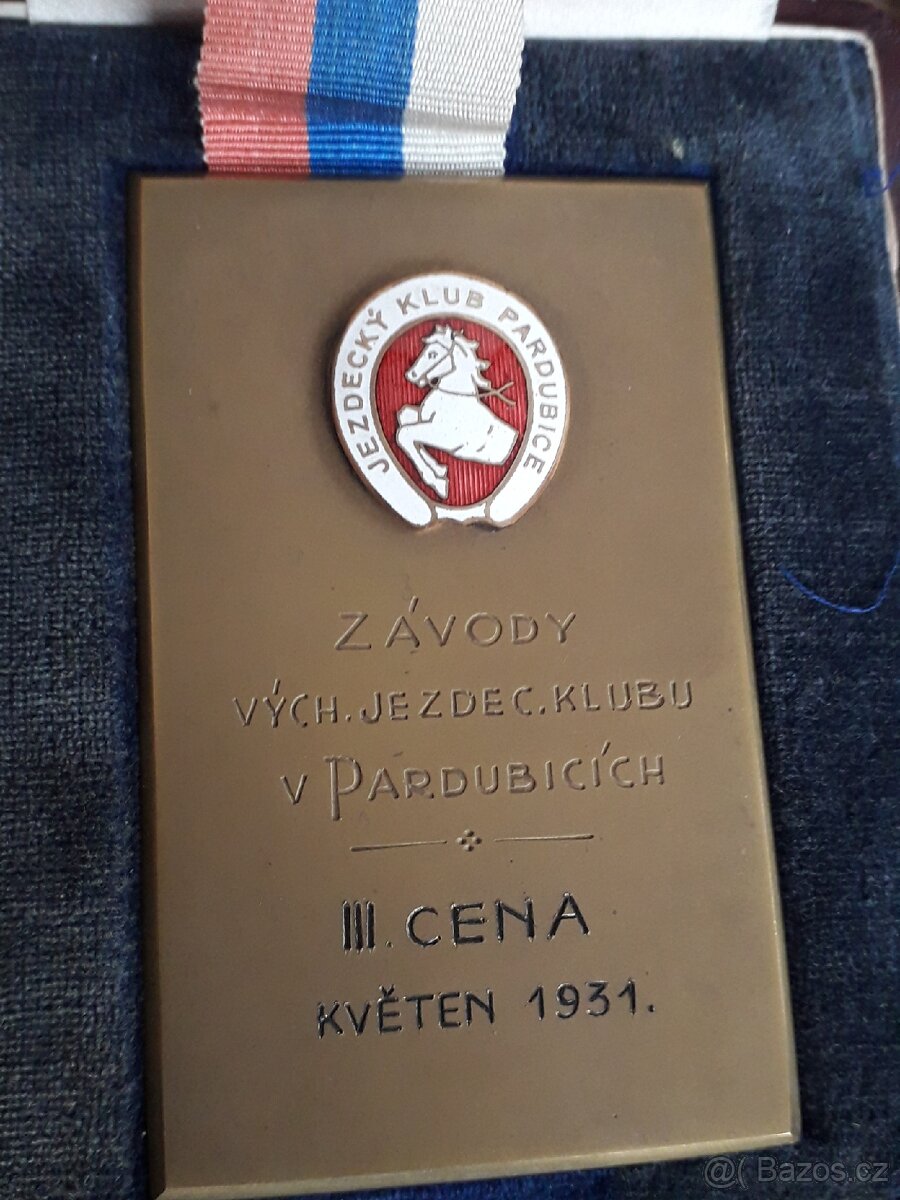 JEZDECKÝ KLUB PARDUBICE
ZÁVODY
VÝCH. JEZDEC. KLUBU
V PARDUBICÍCH
III. CENA
KVĚTEN 1931.
@( Bazos.cz